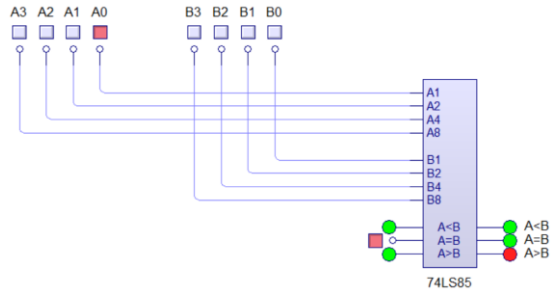 A3 A2 A1 A0 B3 B2 B1 B0
A1
A2
A4
A8
B1
B2
B4
B8
A<B A<B
A=B A=B
A>B A>B
74LS85